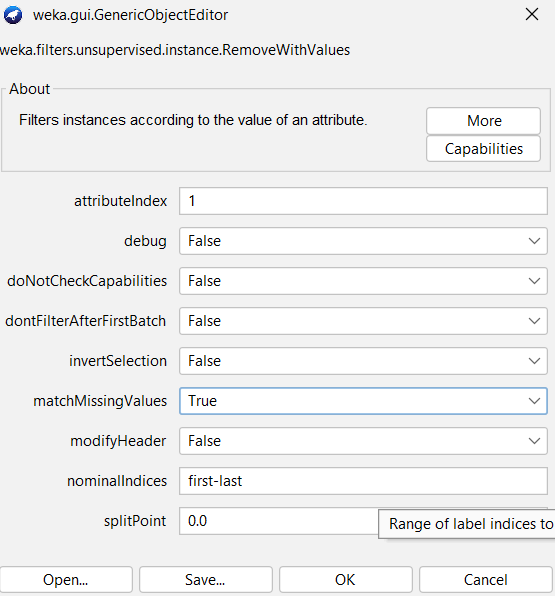 weka.gui.GenericObjectEditor
weka.filters.unsupervised.instance.RemoveWithValues
About
Filters instances according to the value of an attribute.
More
Capabilities
attributeIndex 1
debug False
doNotCheckCapabilities False
dontFilterAfterFirstBatch False
invertSelection False
matchMissingValues True
modifyHeader False
nominalIndices first-last
splitPoint 0.0
Range of label indices to
Open... Save... OK Cancel